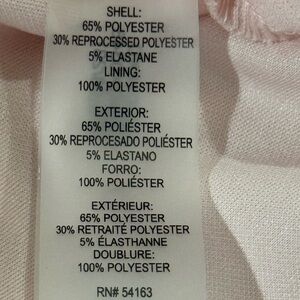 SHELL:
65% POLYESTER
30% REPROCESSED POLYESTER
5% ELASTANE
LINING:
100% POLYESTER
EXTERIOR:
65% POLIÉSTER
30% REPROCESADO POLIÉSTER
5% ELASTANO
FORRO:
100% POLIÉSTER
EXTÉRIEUR:
65% POLYESTER
30% RETRAITÉ POLYESTER
5% ÉLASTHANNE
DOUBLURE:
100% POLYESTER
RN# 54163